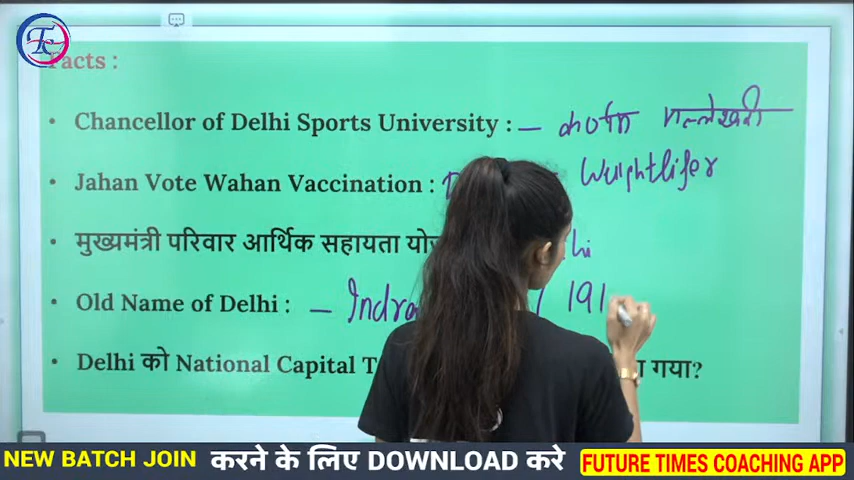 Facts :
• Chancellor of Delhi Sports University : — कर्णम मल्लेश्वरी
Weightlifer
• Jahan Vote Wahan Vaccination :
• मुख्यमंत्री परिवार आर्थिक सहायता
hi
• Old Name of Delhi : — Indra 191
• Delhi को National Capital T गया?
NEW BATCH JOIN करने के लिए DOWNLOAD करे FUTURE TIMES COACHING APP